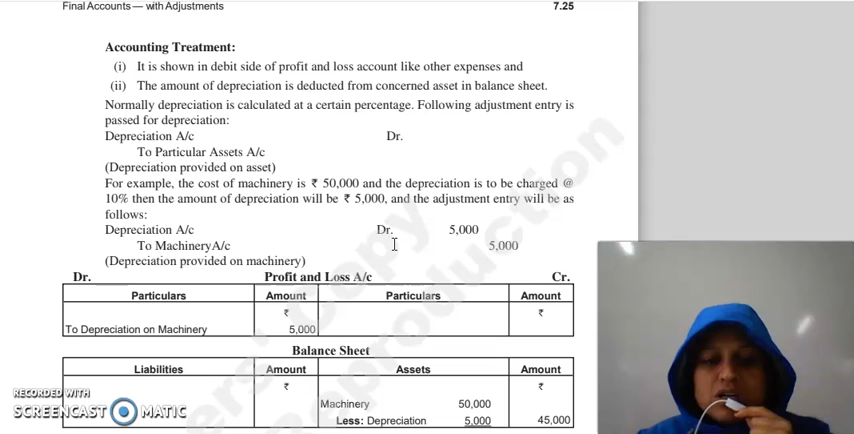 Final Accounts — with Adjustments 7.25
Accounting Treatment:
(i) It is shown in debit side of profit and loss account like other expenses and
(ii) The amount of depreciation is deducted from concerned asset in balance sheet.
Normally depreciation is calculated at a certain percentage. Following adjustment entry is
passed for depreciation:
Depreciation A/c Dr.
To Particular Assets A/c
(Depreciation provided on asset)
For example, the cost of machinery is ₹ 50,000 and the depreciation is to be charged @
10% then the amount of depreciation will be ₹ 5,000, and the adjustment entry will be as
follows:
Depreciation A/c Dr. 5,000
To Machinery A/c 5,000
(Depreciation provided on machinery)
Dr. Profit and Loss A/c Cr.
Particulars Amount Particulars Amount
₹ ₹
To Depreciation on Machinery 5,000
Balance Sheet
Liabilities Amount Assets Amount
₹ ₹
Machinery 50,000
Less: Depreciation 5,000 45,000
RECORDED WITH
SCREENCAST MATIC
Copy
Reproduction